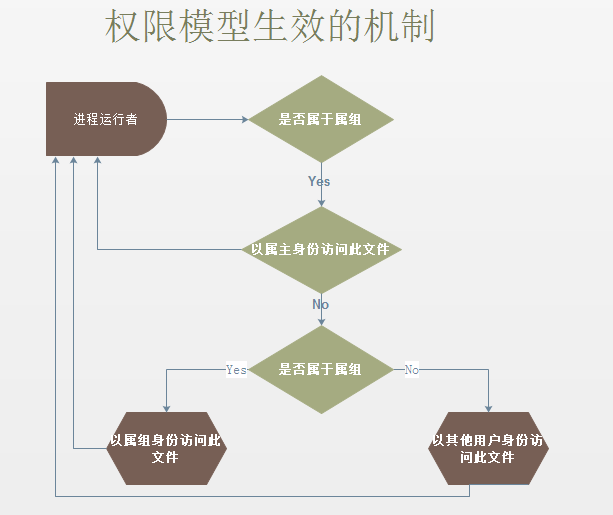 权限模型生效的机制
进程运行者
是否属于属组
Yes
以属主身份访问此文件
No
是否属于属组
Yes
No
以属组身份访问此
文件
以其他用户身份访
问此文件